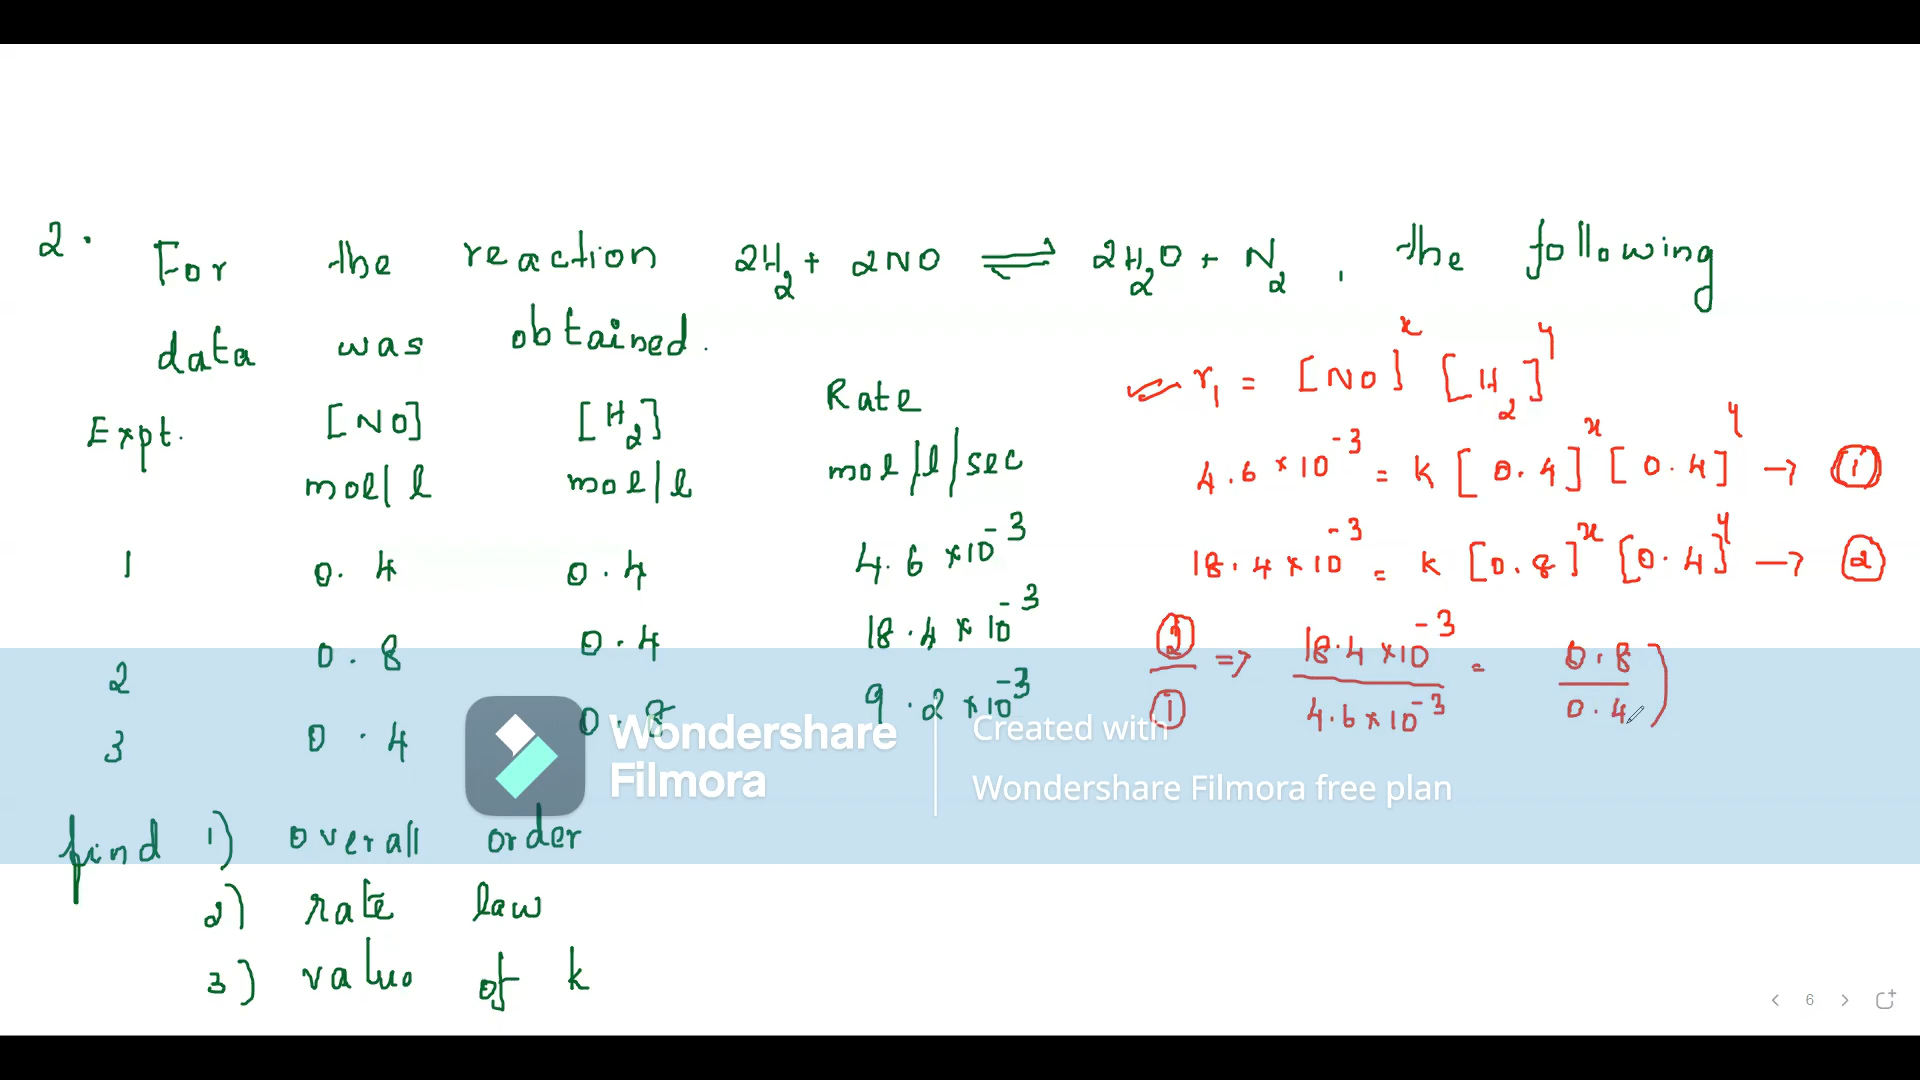 2. For the reaction 2H2 + 2NO ⇌ 2H2O + N2, the following
data was obtained.
Expt. [NO] [H2] Rate
mol/l mol/l mol/l/sec
1 0.4 0.4 4.6 × 10^-3
2 0.8 0.4 18.4 × 10^-3
3 0.4 0.8 9.2 × 10^-3
find 1) overall order
2) rate law
3) value of k
r1 = [NO]^x [H2]^y
4.6 × 10^-3 = k [0.4]^x [0.4]^y → ①
18.4 × 10^-3 = k [0.8]^x [0.4]^y → ②
②/① ⇒ 18.4 × 10^-3 / 4.6 × 10^-3 = 0.8 / 0.4 )
Wondershare
Filmora
Created with
Wondershare Filmora free plan
< 6 >